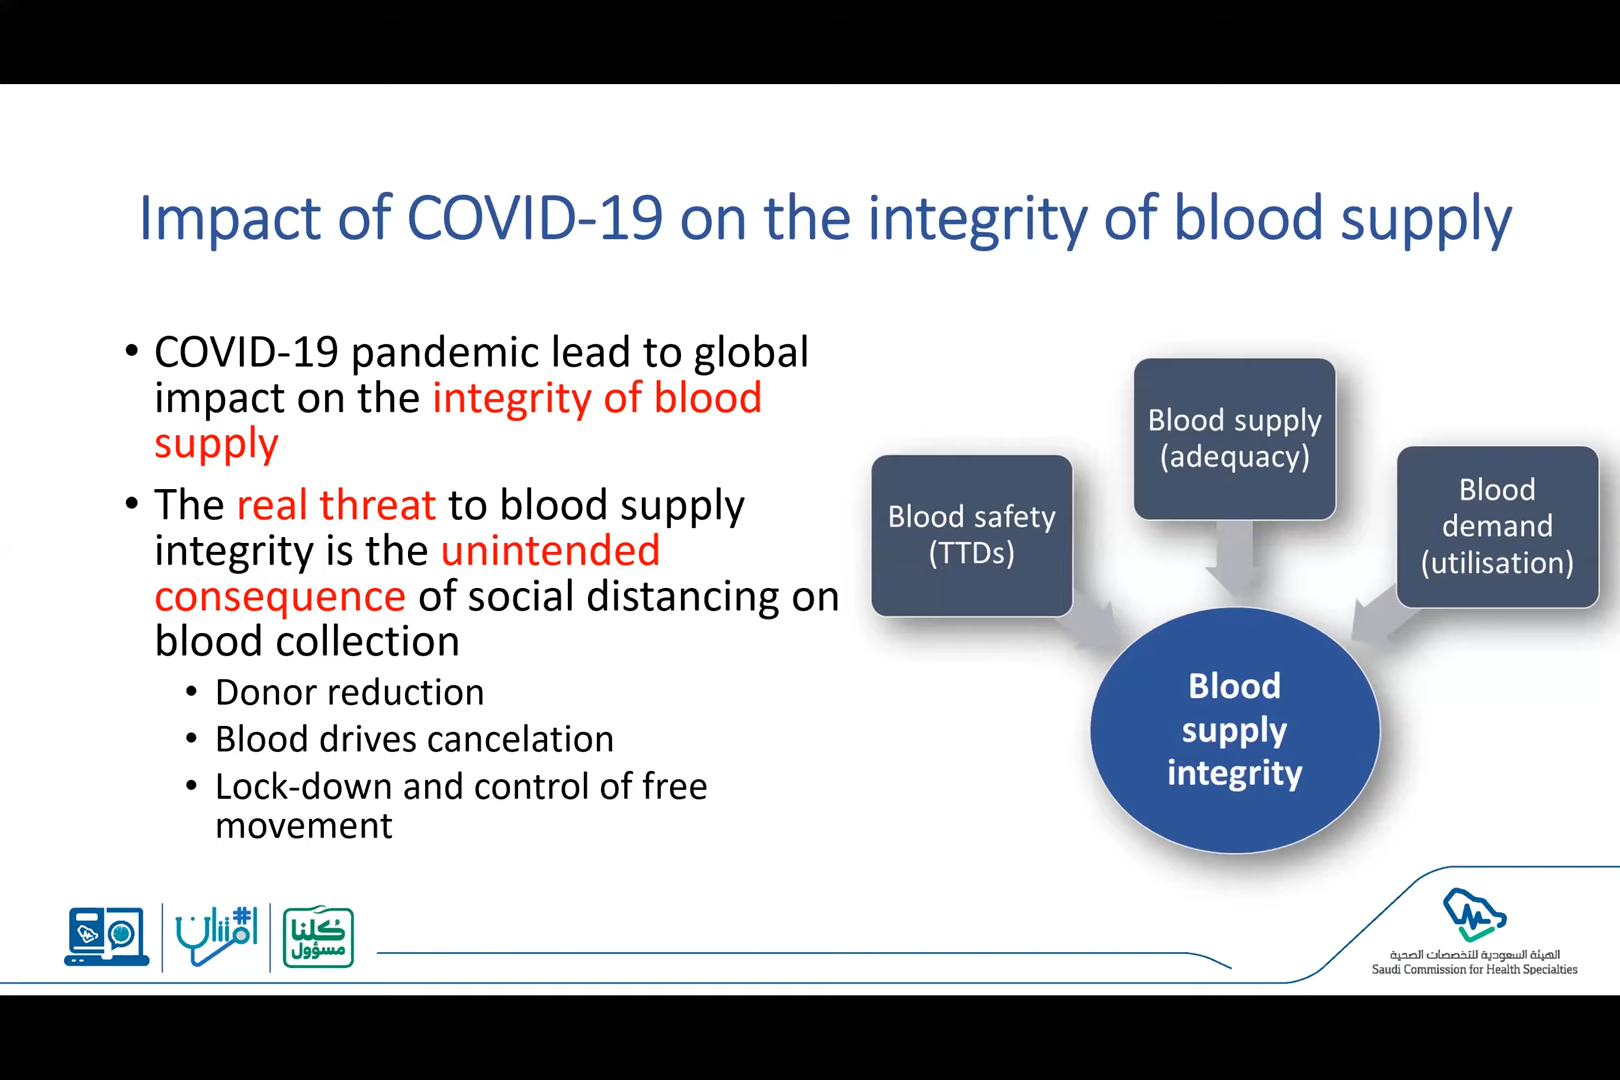 Impact of COVID-19 on the integrity of blood supply
• COVID-19 pandemic lead to global
impact on the integrity of blood
supply
• The real threat to blood supply
integrity is the unintended
consequence of social distancing on
blood collection
• Donor reduction
• Blood drives cancelation
• Lock-down and control of free
movement
Blood safety
(TTDs)
Blood supply
(adequacy)
Blood
demand
(utilisation)
Blood
supply
integrity
#امتنان
كلنا
مسؤول
الهيئة السعودية للتخصصات الصحية
Saudi Commission for Health Specialties